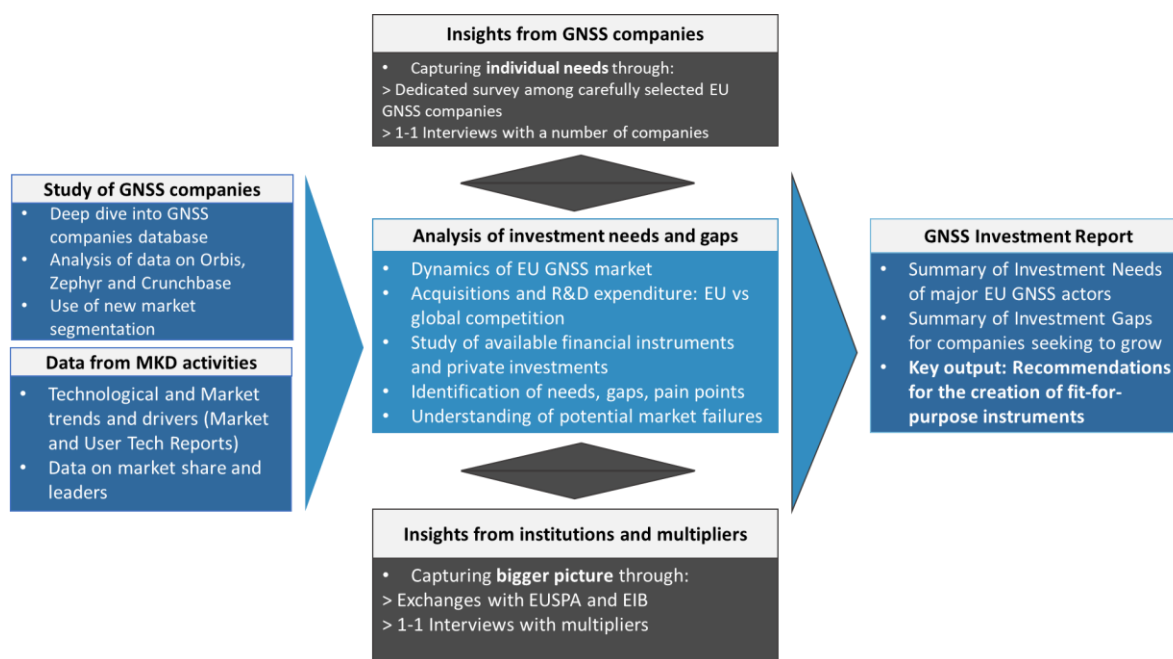 Insights from GNSS companies
• Capturing individual needs through:
> Dedicated survey among carefully selected EU
GNSS companies
> 1-1 Interviews with a number of companies
Study of GNSS companies
• Deep dive into GNSS
companies database
• Analysis of data on Orbis,
Zephyr and Crunchbase
• Use of new market
segmentation
Data from MKD activities
• Technological and Market
trends and drivers (Market
and User Tech Reports)
• Data on market share and
leaders
Analysis of investment needs and gaps
• Dynamics of EU GNSS market
• Acquisitions and R&D expenditure: EU vs
global competition
• Study of available financial instruments
and private investments
• Identification of needs, gaps, pain points
• Understanding of potential market failures
Insights from institutions and multipliers
• Capturing bigger picture through:
> Exchanges with EUSPA and EIB
> 1-1 Interviews with multipliers
GNSS Investment Report
• Summary of Investment Needs
of major EU GNSS actors
• Summary of Investment Gaps
for companies seeking to grow
• Key output: Recommendations
for the creation of fit-for-
purpose instruments